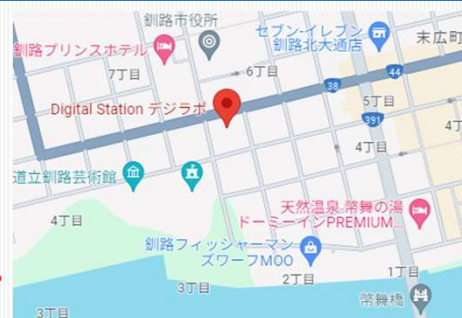 釧路市役所
セブン-イレブン
釧路北大通店
末広町
釧路プリンスホテル
7丁目
6丁目
44
38
Digital Station デジラボ
5丁目
391
4丁
4丁目
道立釧路芸術館
4丁目
天然温泉 幣舞の湯
ドーミーインPREMIUM...
釧路フィッシャーマン
ズワーフMOO
2丁目
1丁目
3丁目
幣舞橋
3丁目